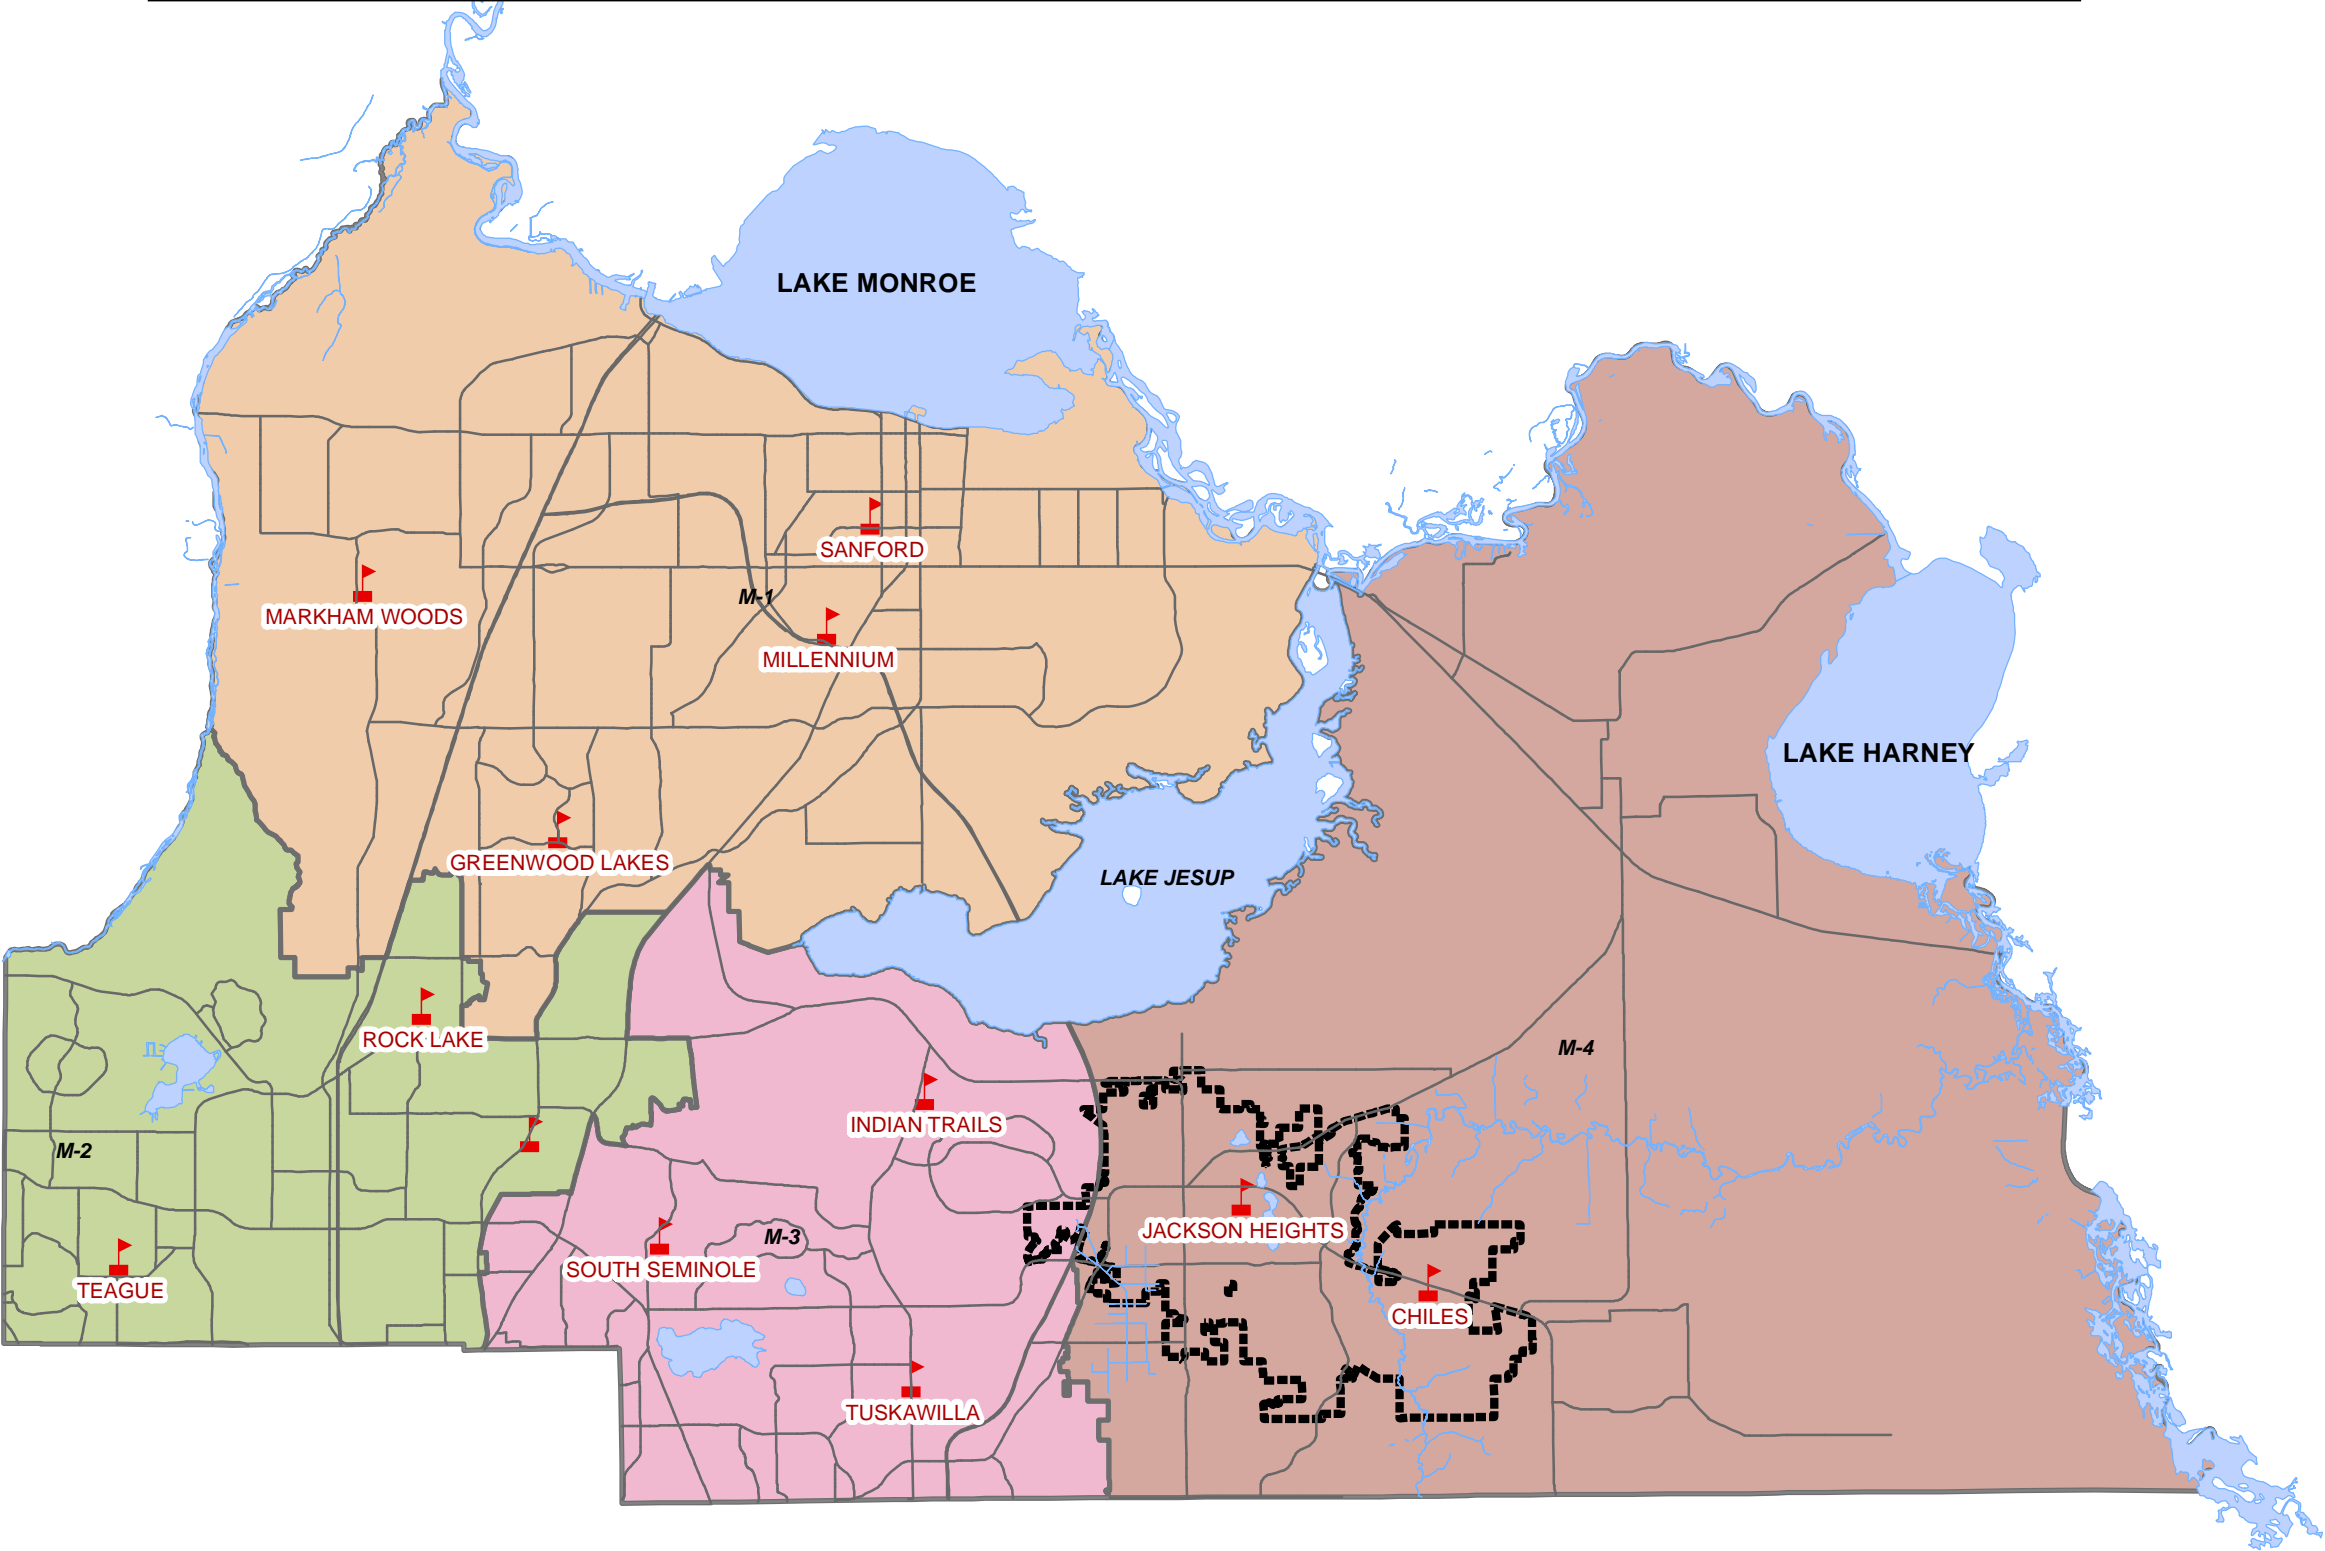 LAKE MONROE
SANFORD
M-1
MARKHAM WOODS
MILLENNIUM
LAKE HARNEY
GREENWOOD LAKES
LAKE JESUP
ROCK LAKE
M-4
INDIAN TRAILS
M-2
JACKSON HEIGHTS
M-3
SOUTH SEMINOLE
TEAGUE
CHILES
TUSKAWILLA